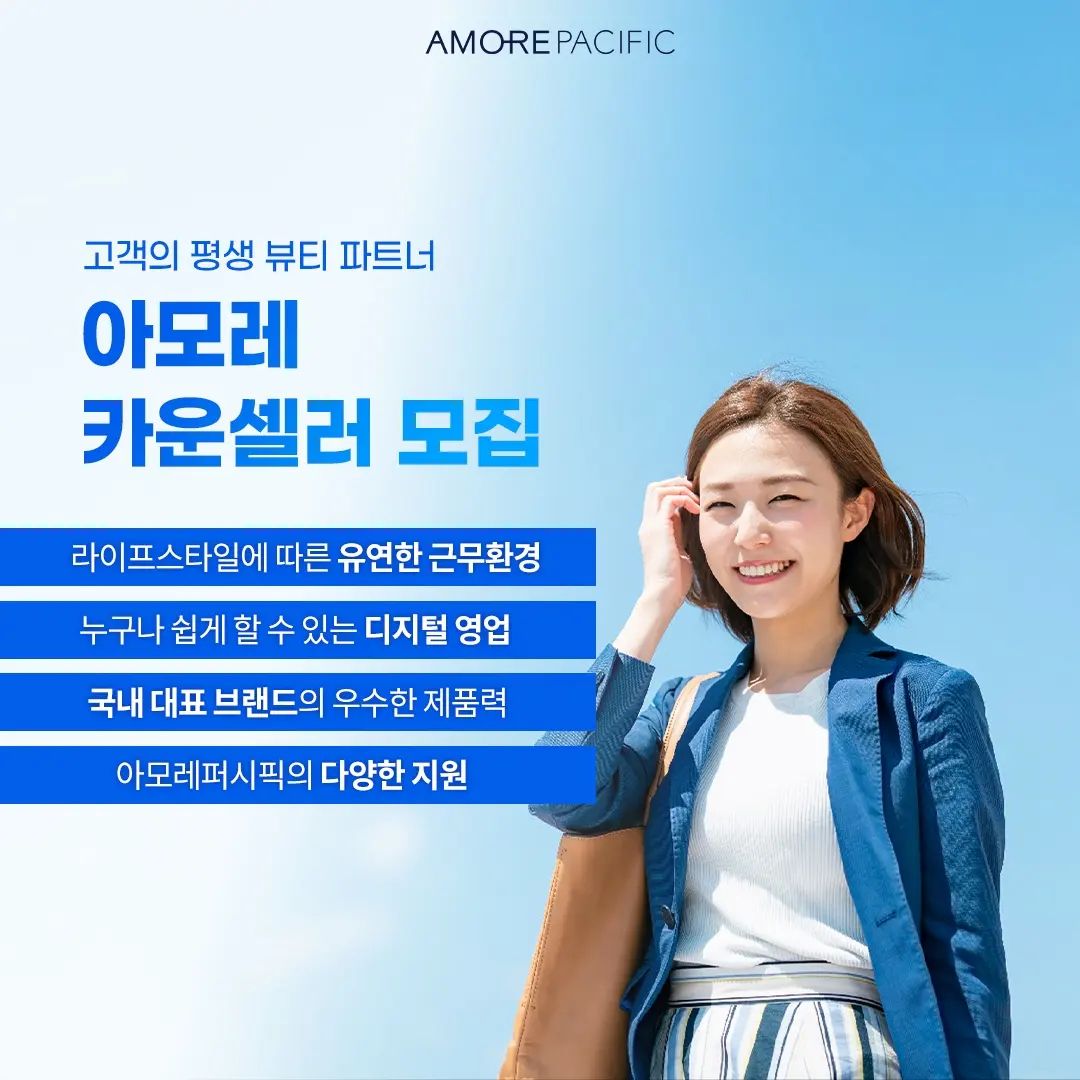 AMOREPACIFIC
고객의 평생 뷰티 파트너
아모레
카운셀러 모집
라이프스타일에 따른 유연한 근무환경
누구나 쉽게 할 수 있는 디지털 영업
국내 대표 브랜드의 우수한 제품력
아모레퍼시픽의 다양한 지원